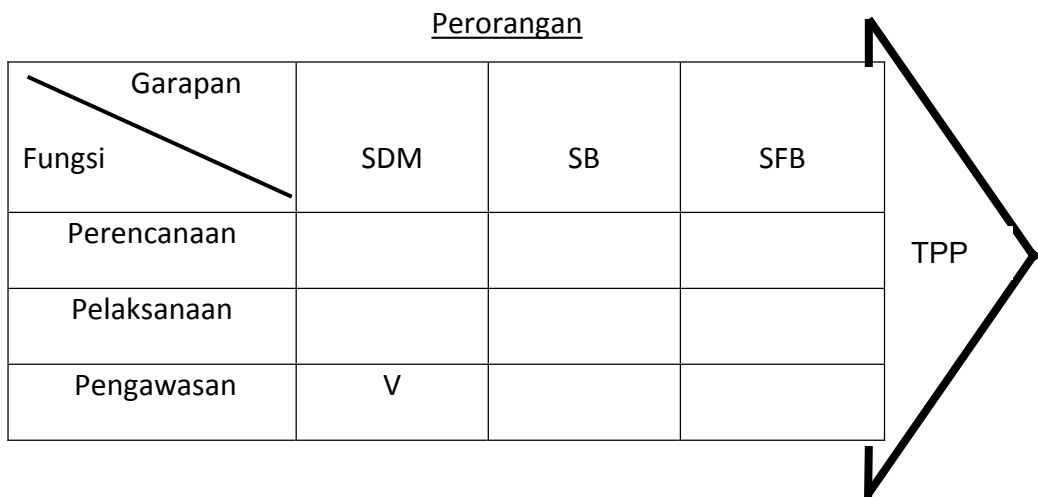 Perorangan
Garapan
Fungsi SDM SB SFB
Perencanaan
TPP
Pelaksanaan
Pengawasan V